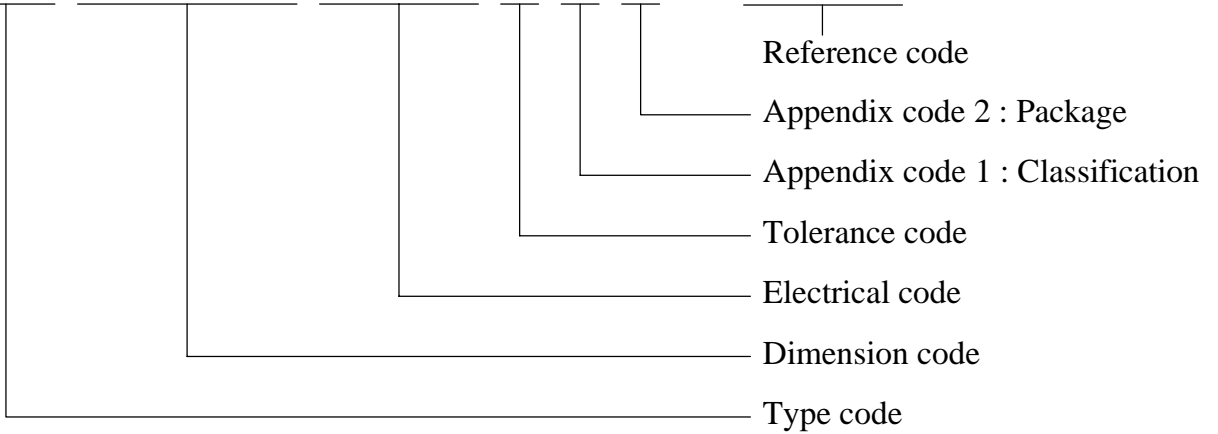 Reference code
Appendix code 2 : Package
Appendix code 1 : Classification
Tolerance code
Electrical code
Dimension code
Type code